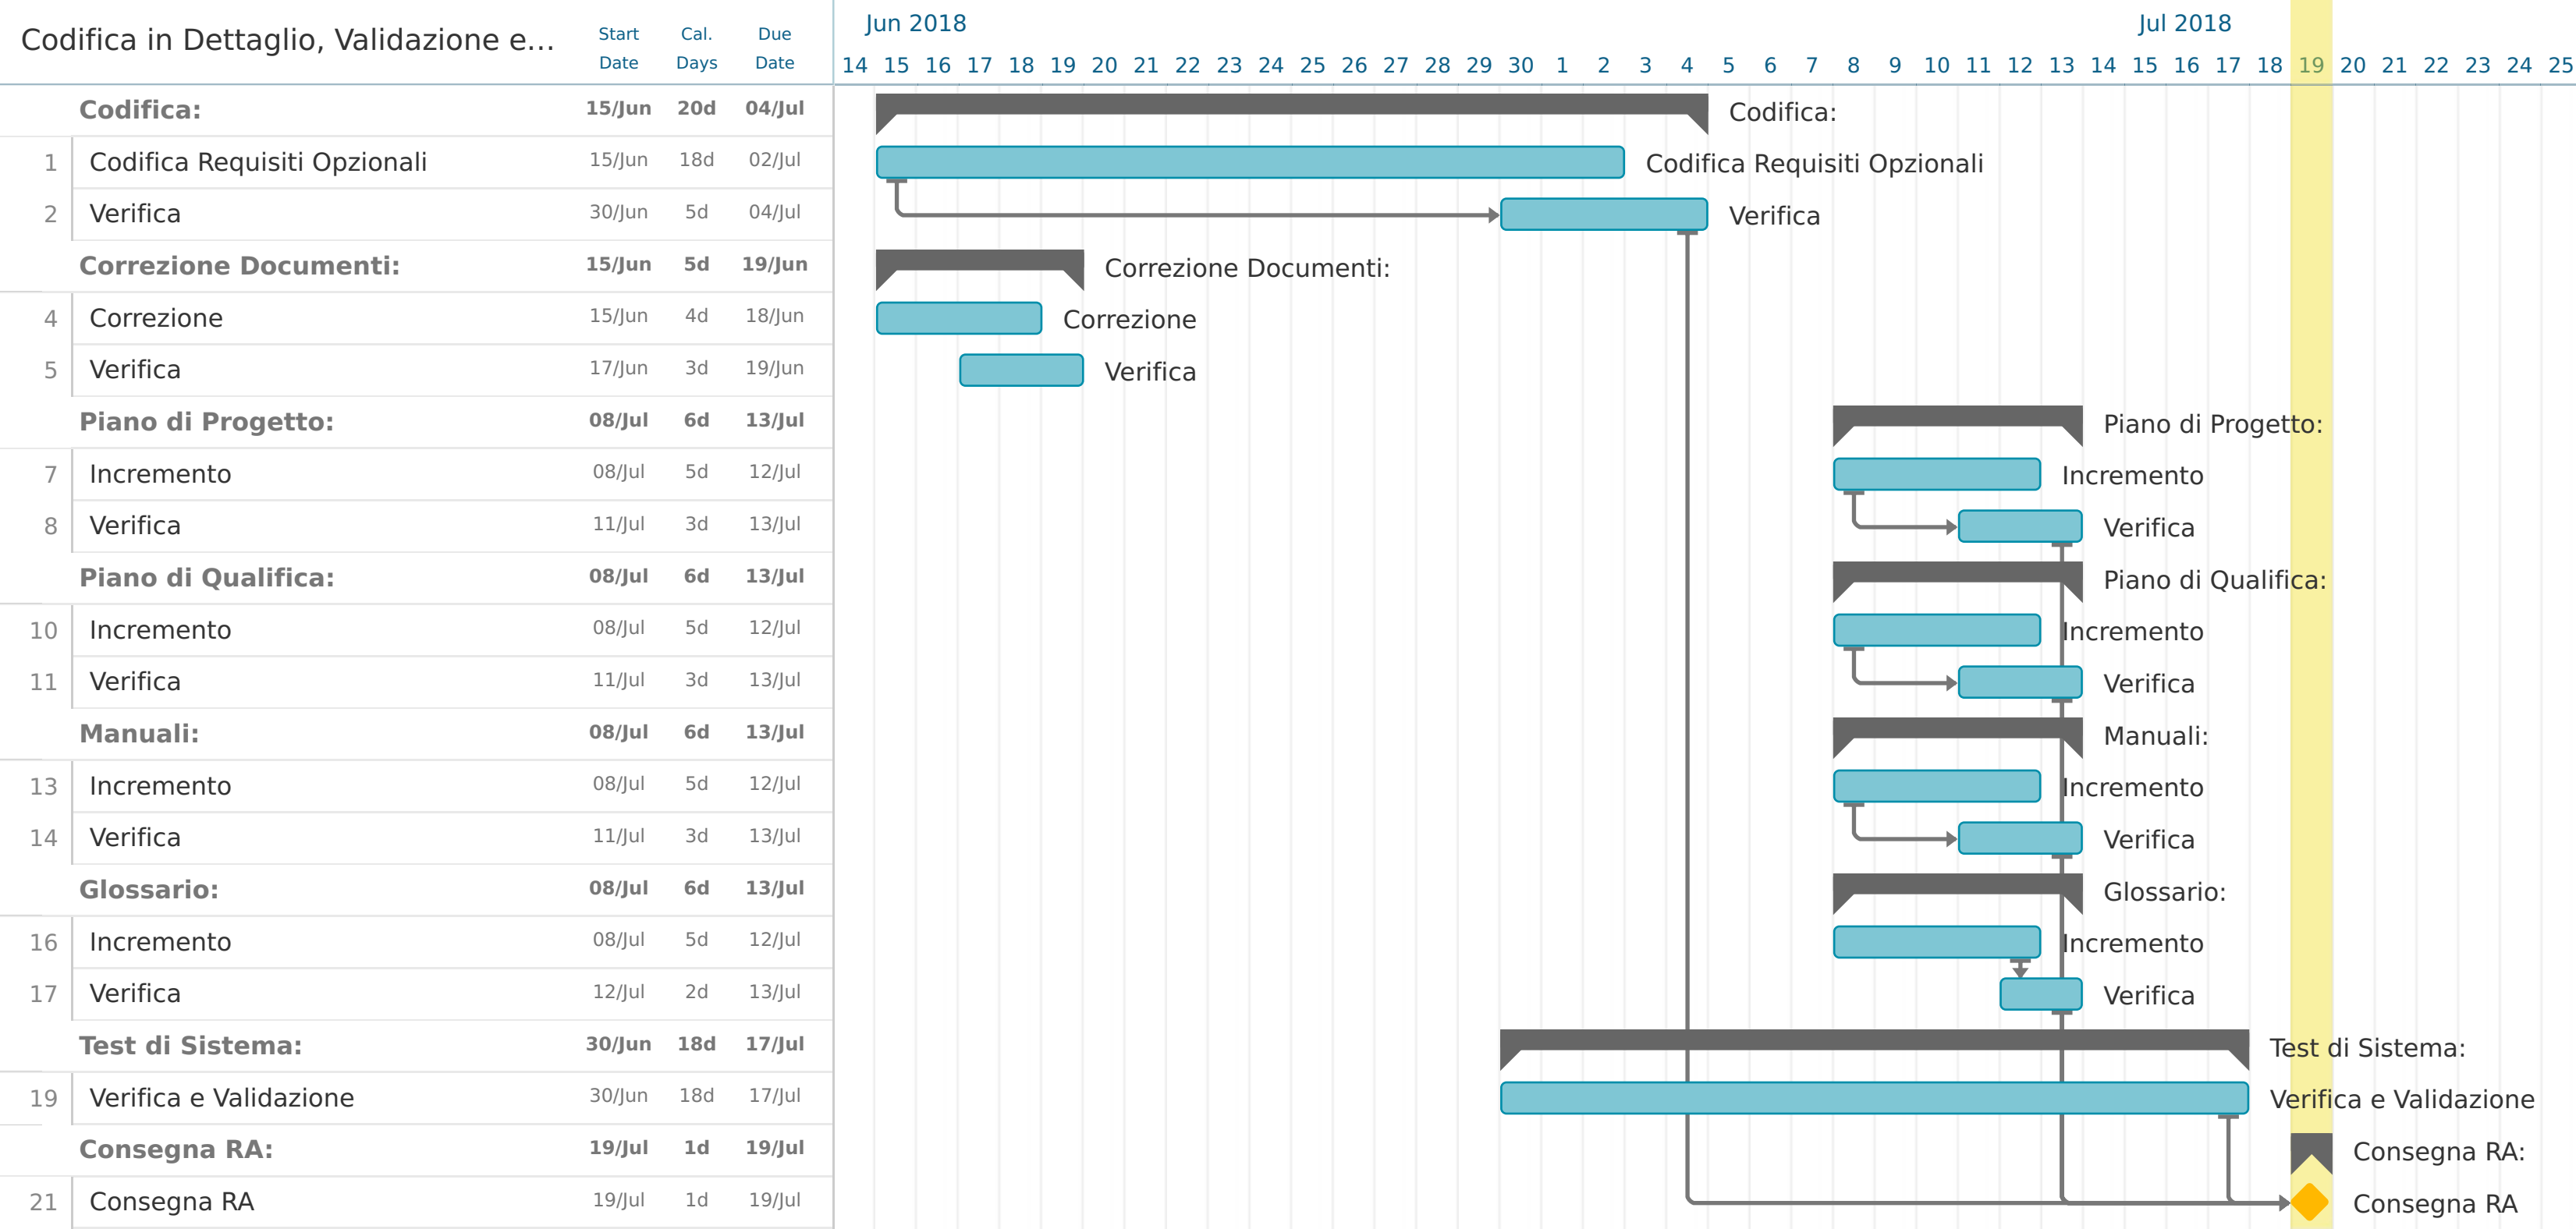 Codifica in Dettaglio, Validazione e... Start Date Cal. Days Due Date
Jun 2018 Jul 2018
14 15 16 17 18 19 20 21 22 23 24 25 26 27 28 29 30 1 2 3 4 5 6 7 8 9 10 11 12 13 14 15 16 17 18 19 20 21 22 23 24 25
Codifica: 15/Jun 20d 04/Jul Codifica:
1 Codifica Requisiti Opzionali 15/Jun 18d 02/Jul Codifica Requisiti Opzionali
2 Verifica 30/Jun 5d 04/Jul Verifica
Correzione Documenti: 15/Jun 5d 19/Jun Correzione Documenti:
4 Correzione 15/Jun 4d 18/Jun Correzione
5 Verifica 17/Jun 3d 19/Jun Verifica
Piano di Progetto: 08/Jul 6d 13/Jul Piano di Progetto:
7 Incremento 08/Jul 5d 12/Jul Incremento
8 Verifica 11/Jul 3d 13/Jul Verifica
Piano di Qualifica: 08/Jul 6d 13/Jul Piano di Qualifica:
10 Incremento 08/Jul 5d 12/Jul Incremento
11 Verifica 11/Jul 3d 13/Jul Verifica
Manuali: 08/Jul 6d 13/Jul Manuali:
13 Incremento 08/Jul 5d 12/Jul Incremento
14 Verifica 11/Jul 3d 13/Jul Verifica
Glossario: 08/Jul 6d 13/Jul Glossario:
16 Incremento 08/Jul 5d 12/Jul Incremento
17 Verifica 12/Jul 2d 13/Jul Verifica
Test di Sistema: 30/Jun 18d 17/Jul Test di Sistema:
19 Verifica e Validazione 30/Jun 18d 17/Jul Verifica e Validazione
Consegna RA: 19/Jul 1d 19/Jul Consegna RA:
21 Consegna RA 19/Jul 1d 19/Jul Consegna RA